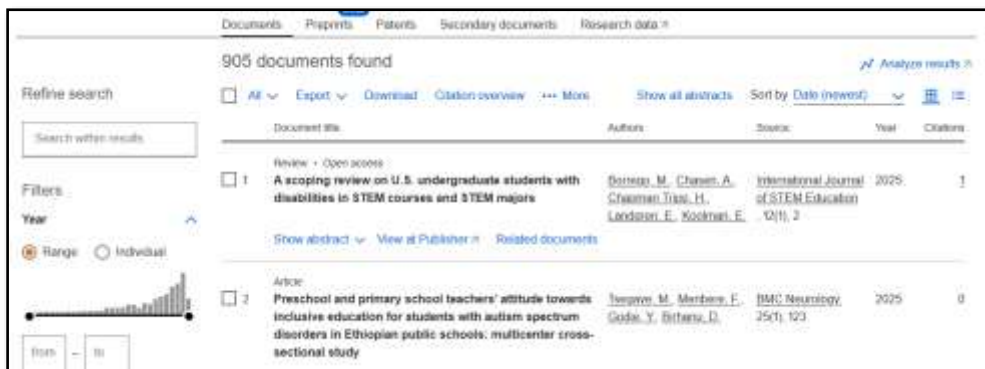 Documents Preprints Patents Secondary documents Research data
905 documents found
Analyze results
Refine search
All Export Download Citation overview ••• More Show all abstracts Sort by Date (newest)
Search within results
Document title Authors Source Year Citations
Filters
Year
Range Individual
from – to
Review • Open access
1 A scoping review on U.S. undergraduate students with disabilities in STEM courses and STEM majors
Borrego, M., Chasen, A.,
Chapman Tripp, H.,
Landgren, E., Koolman, E.
International Journal
of STEM Education
, 12(1), 2
2025
1
Show abstract View at Publisher Related documents
Article
2 Preschool and primary school teachers' attitude towards
inclusive education for students with autism spectrum
disorders in Ethiopian public schools: multicenter cross-
sectional study
Tsegaye, M., Menbere, F.,
Godie, Y., Birhanu, D.
BMC Neurology,
25(1), 123
2025
0